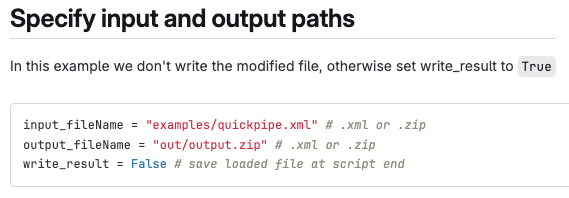 Specify input and output paths
In this example we don't write the modified file, otherwise set write_result to True
input_fileName = "examples/quickpipe.xml" # .xml or .zip
output_fileName = "out/output.zip" # .xml or .zip
write_result = False # save loaded file at script end